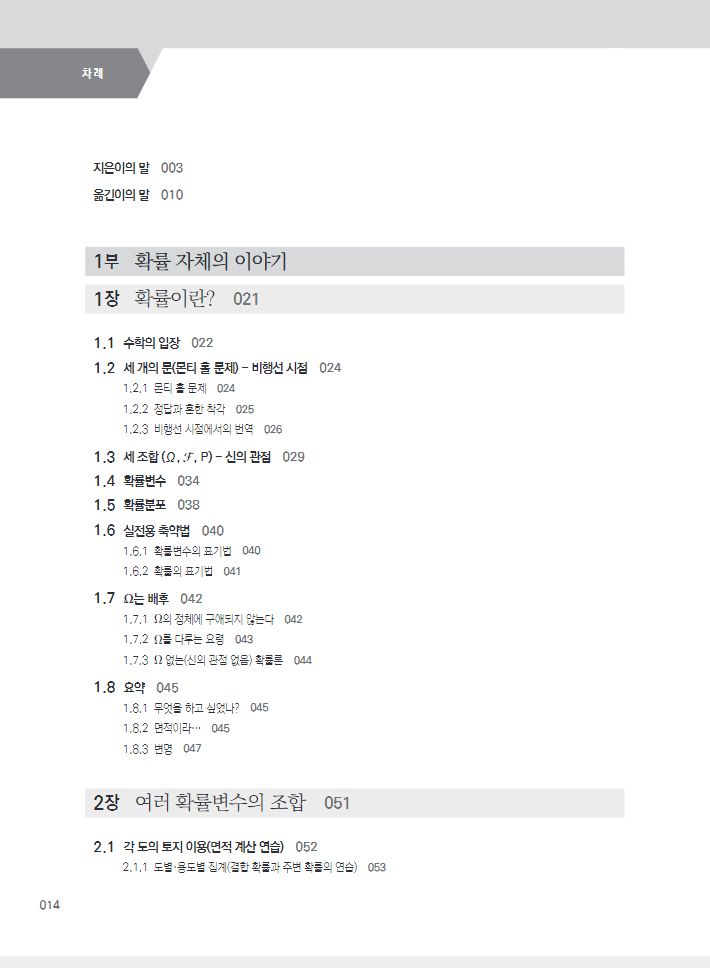 차례
지은이의 말 003
옮긴이의 말 010
1부 확률 자체의 이야기
1장 확률이란? 021
1.1 수학의 입장 022
1.2 세 개의 문(몬티 홀 문제) - 비행선 시점 024
1.2.1 몬티 홀 문제 024
1.2.2 정답과 흔한 착각 025
1.2.3 비행선 시점에서의 번역 026
1.3 세 조합 (Ω, ℱ, P) - 신의 관점 029
1.4 확률변수 034
1.5 확률분포 038
1.6 실전용 축약법 040
1.6.1 확률변수의 표기법 040
1.6.2 확률의 표기법 041
1.7 Ω는 배후 042
1.7.1 Ω의 정체에 구애되지 않는다 042
1.7.2 Ω를 다루는 요령 043
1.7.3 Ω 없는(신의 관점 없음) 확률론 044
1.8 요약 045
1.8.1 무엇을 하고 싶었나? 045
1.8.2 면적이라… 045
1.8.3 변명 047
2장 여러 확률변수의 조합 051
2.1 각 도의 토지 이용(면적 계산 연습) 052
2.1.1 도별·용도별 집계(결합 확률과 주변 확률의 연습) 053
014